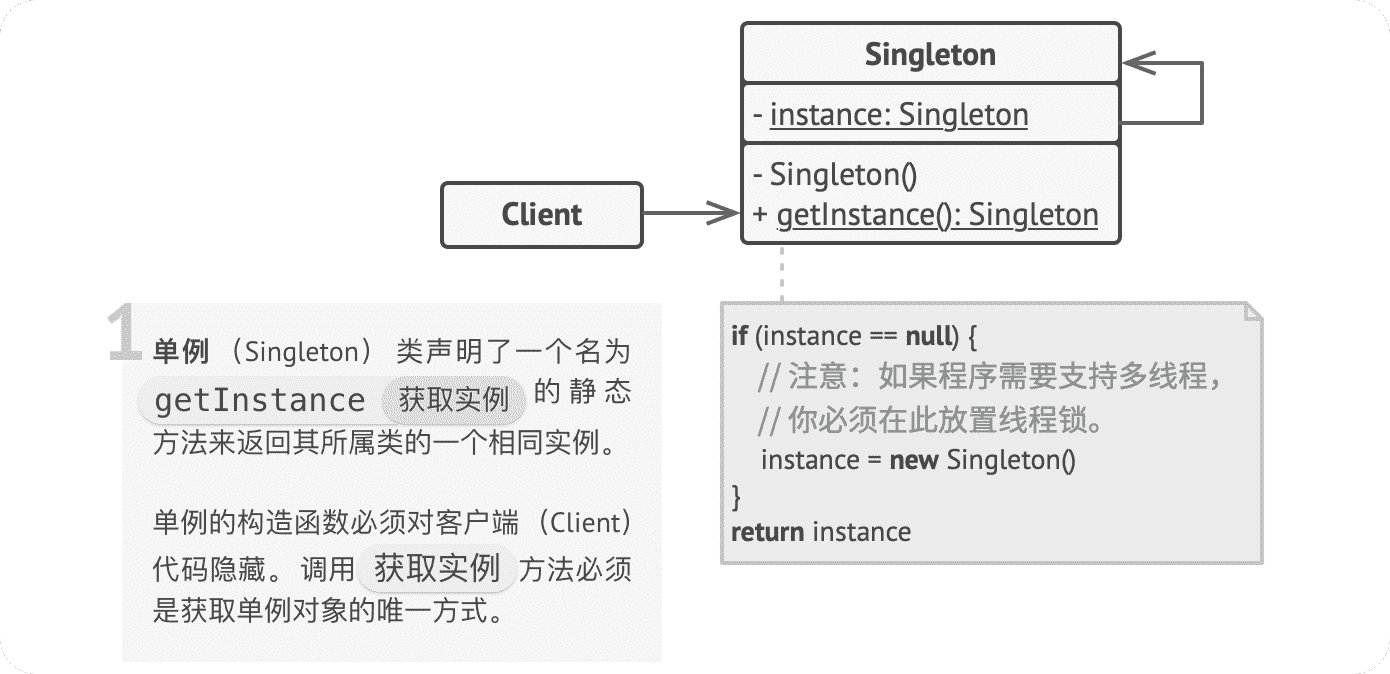 Singleton
- instance: Singleton
- Singleton()
+ getInstance(): Singleton
Client
1
单例 （Singleton） 类声明了一个名为
getInstance 获取实例 的静态
方法来返回其所属类的一个相同实例。
单例的构造函数必须对客户端 （Client）
代码隐藏。 调用 获取实例 方法必须
是获取单例对象的唯一方式。
if (instance == null) {
// 注意：如果程序需要支持多线程，
// 你必须在此放置线程锁。
instance = new Singleton()
}
return instance